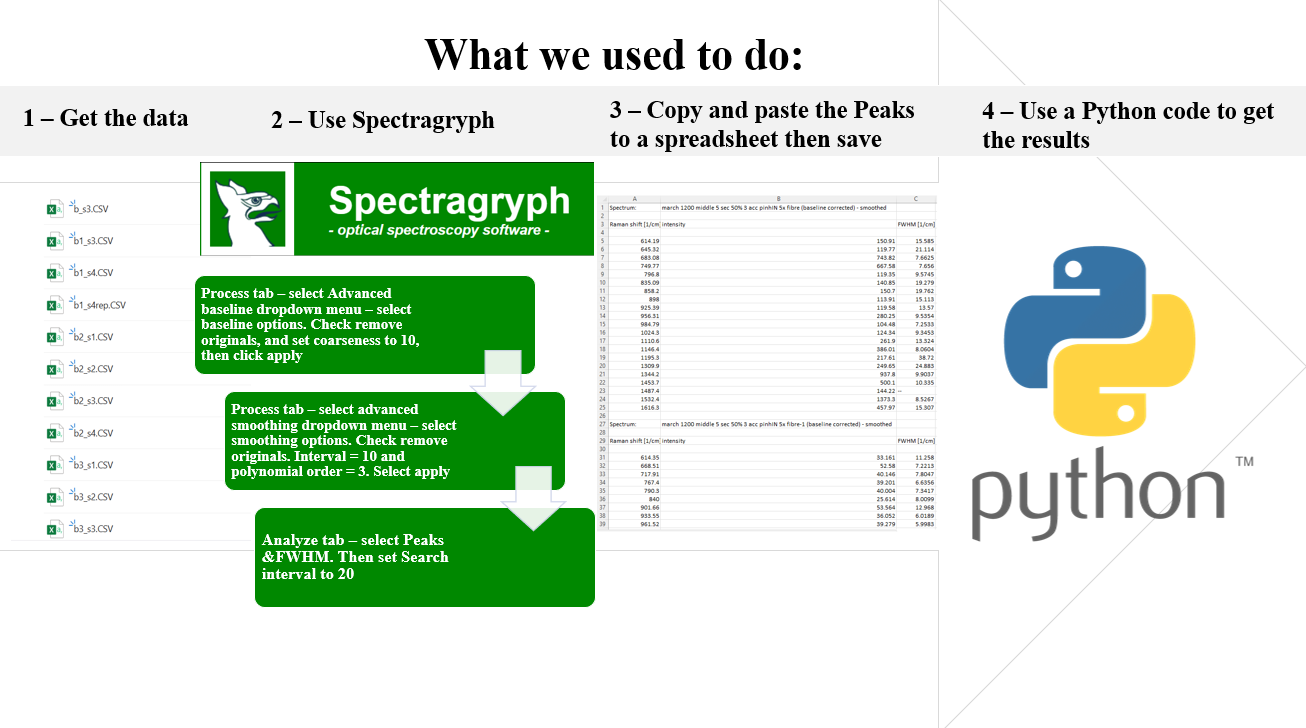 What we used to do:
1 – Get the data
2 – Use Spectragryph
3 – Copy and paste the Peaks
to a spreadsheet then save
4 – Use a Python code to get
the results
b_s3.CSV
b1_s3.CSV
b1_s4.CSV
b1_s4rep.CSV
b2_s1.CSV
b2_s2.CSV
b2_s3.CSV
b2_s4.CSV
b3_s1.CSV
b3_s2.CSV
b3_s3.CSV
Spectragryph
- optical spectroscopy software -
Process tab – select Advanced
baseline dropdown menu – select
baseline options. Check remove
originals, and set coarseness to 10,
then click apply
Process tab – select advanced
smoothing dropdown menu – select
smoothing options. Check remove
originals. Interval = 10 and
polynomial order = 3. Select apply
Analyze tab – select Peaks
&FWHM. Then set Search
interval to 20
A B C
1 Spectrum: march 1200 middle 5 sec 50% 3 acc pinhiN 5x fibre (baseline corrected) - smoothed
2
3 Raman shift [1/cm] intensity FWHM [1/cm]
4
5 614.19 150.91 15.585
6 645.32 119.77 21.114
7 683.08 743.82 7.6625
8 749.77 667.58 7.656
9 796.8 119.35 9.5745
10 835.09 140.85 19.279
11 858.2 150.7 19.762
12 898 113.91 15.113
13 925.39 119.58 13.57
14 956.31 280.25 9.5354
15 984.79 104.48 7.2533
16 1024.3 124.34 9.3453
17 1110.6 261.9 13.324
18 1146.4 386.01 8.0604
19 1195.3 217.61 38.72
20 1309.9 249.65 24.883
21 1344.2 937.8 9.9037
22 1453.7 500.1 10.335
23 1487.4 144.22 --
24 1532.4 1373.3 8.5267
25 1616.3 457.97 15.307
26
27 Spectrum: march 1200 middle 5 sec 50% 3 acc pinhiN 5x fibre-1 (baseline corrected) - smoothed
28
29 Raman shift [1/cm] intensity FWHM [1/cm]
30
31 614.35 33.161 11.258
32 668.51 52.58 7.2213
33 717.91 40.146 7.8047
34 767.4 39.201 6.6356
35 790.3 40.004 7.3417
36 840 25.614 8.0099
37 901.66 53.564 12.968
38 933.55 36.052 6.0189
39 961.52 39.279 5.9983
python
TM